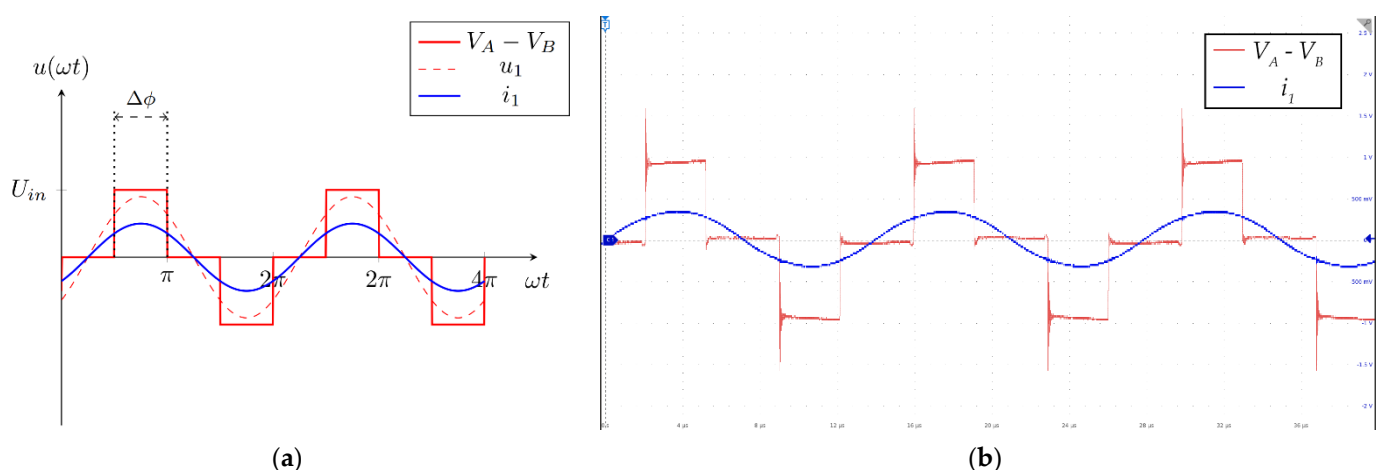 V_A − V_B
u_1
i_1
u(ωt)
Δϕ
U_in
π
2π
2π
4π
ωt
(a)
T
V_A - V_B
i_1
C1
2.5 V
2 V
1.5 V
1 V
500 mV
500 mV
-1 V
-1.5 V
-2 V
0 s
4 µs
8 µs
12 µs
16 µs
20 µs
24 µs
28 µs
32 µs
36 µs
(b)